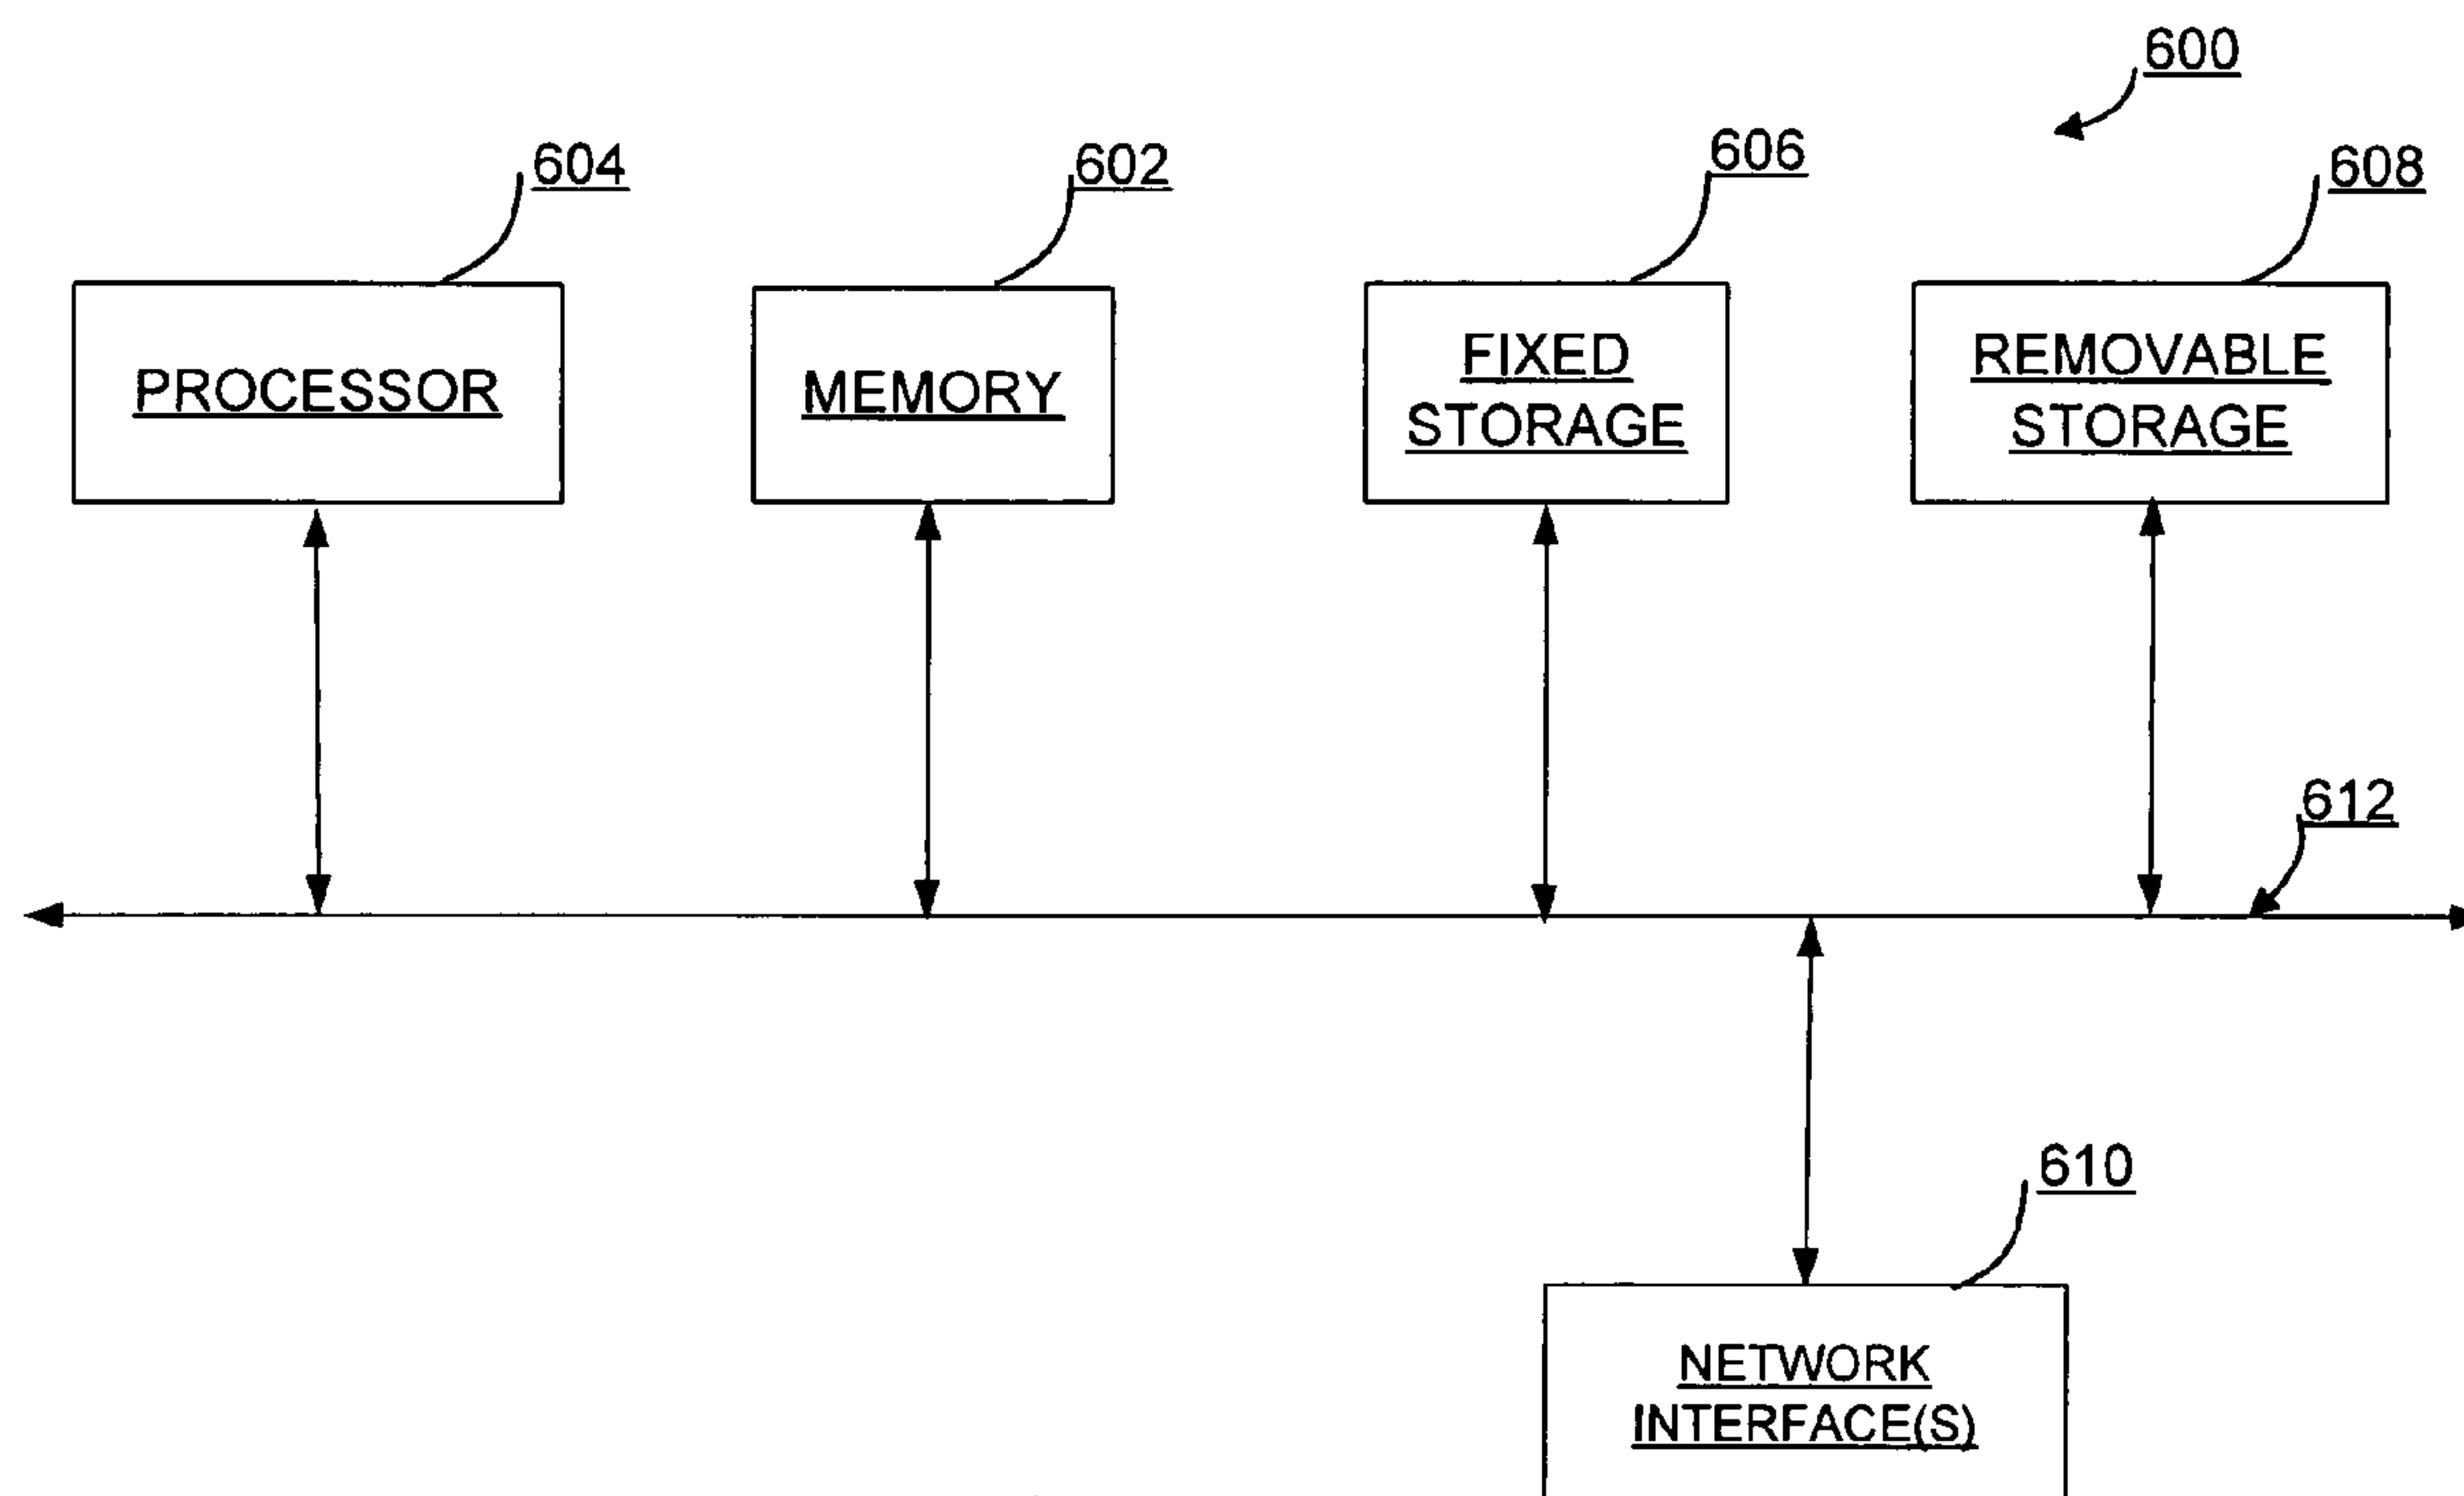 600
604
602
606
608
PROCESSOR
MEMORY
FIXED
STORAGE
REMOVABLE
STORAGE
612
610
NETWORK
INTERFACE(S)